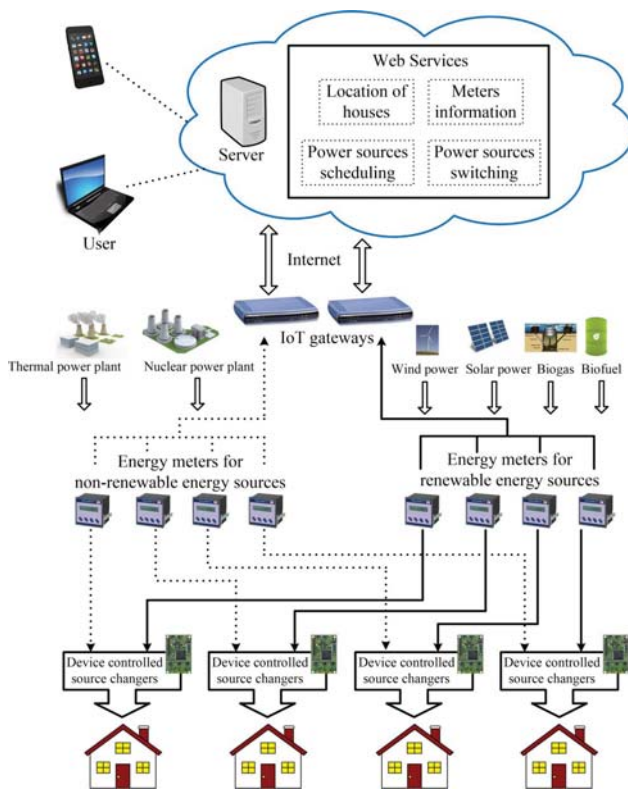 Web Services
Location of
houses
Meters
information
Server
Power sources
scheduling
Power sources
switching
User
Internet
IoT gateways
Thermal power plant
Nuclear power plant
Wind power
Solar power
Biogas
Biofuel
Energy meters for
non-renewable energy sources
Energy meters for
renewable energy sources
Device controlled
source changers
Device controlled
source changers
Device controlled
source changers
Device controlled
source changers